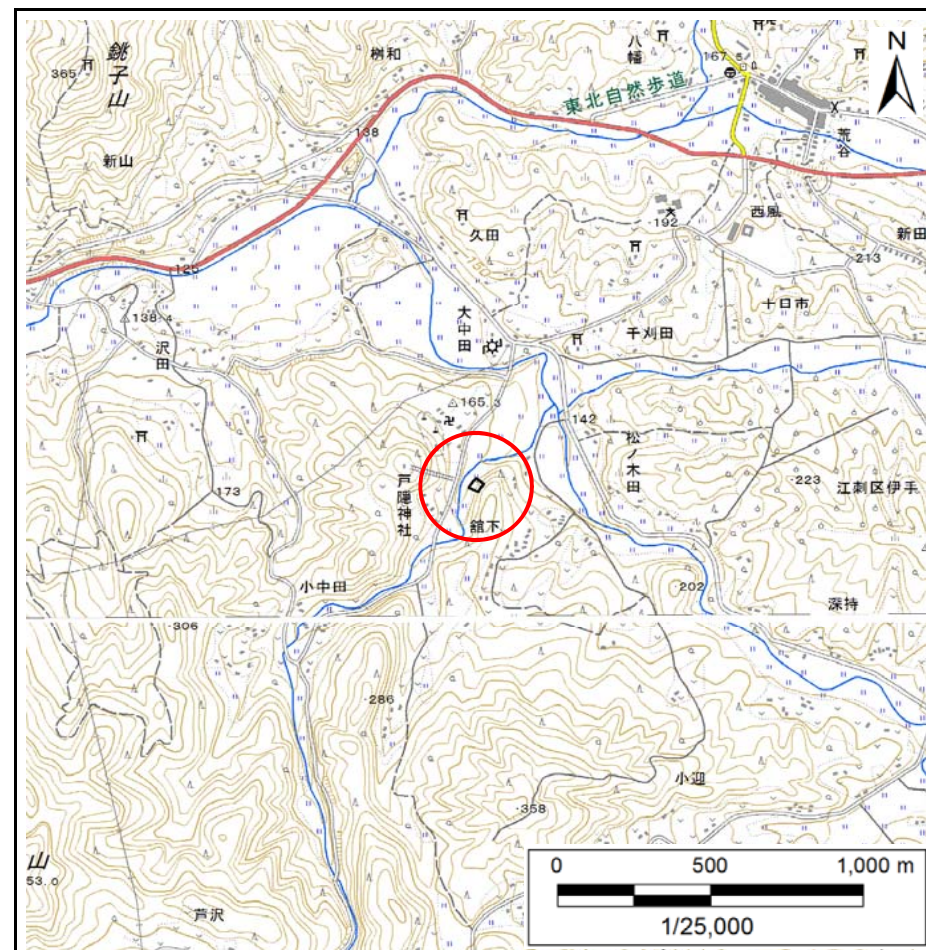 桝和
八幡
167
N
銚子山
365
東北自然歩道
荒谷
138
新山
久田
192
西風
新田
213
125
138.4
沢田
大中田
千刈田
十日市
165.3
142
松ノ木田
戸隠神社
舘下
173
223
江刺区伊手
小中田
202
深持
306
286
小迎
358
山
53.0
芦沢
0 500 1,000 m
1/25,000